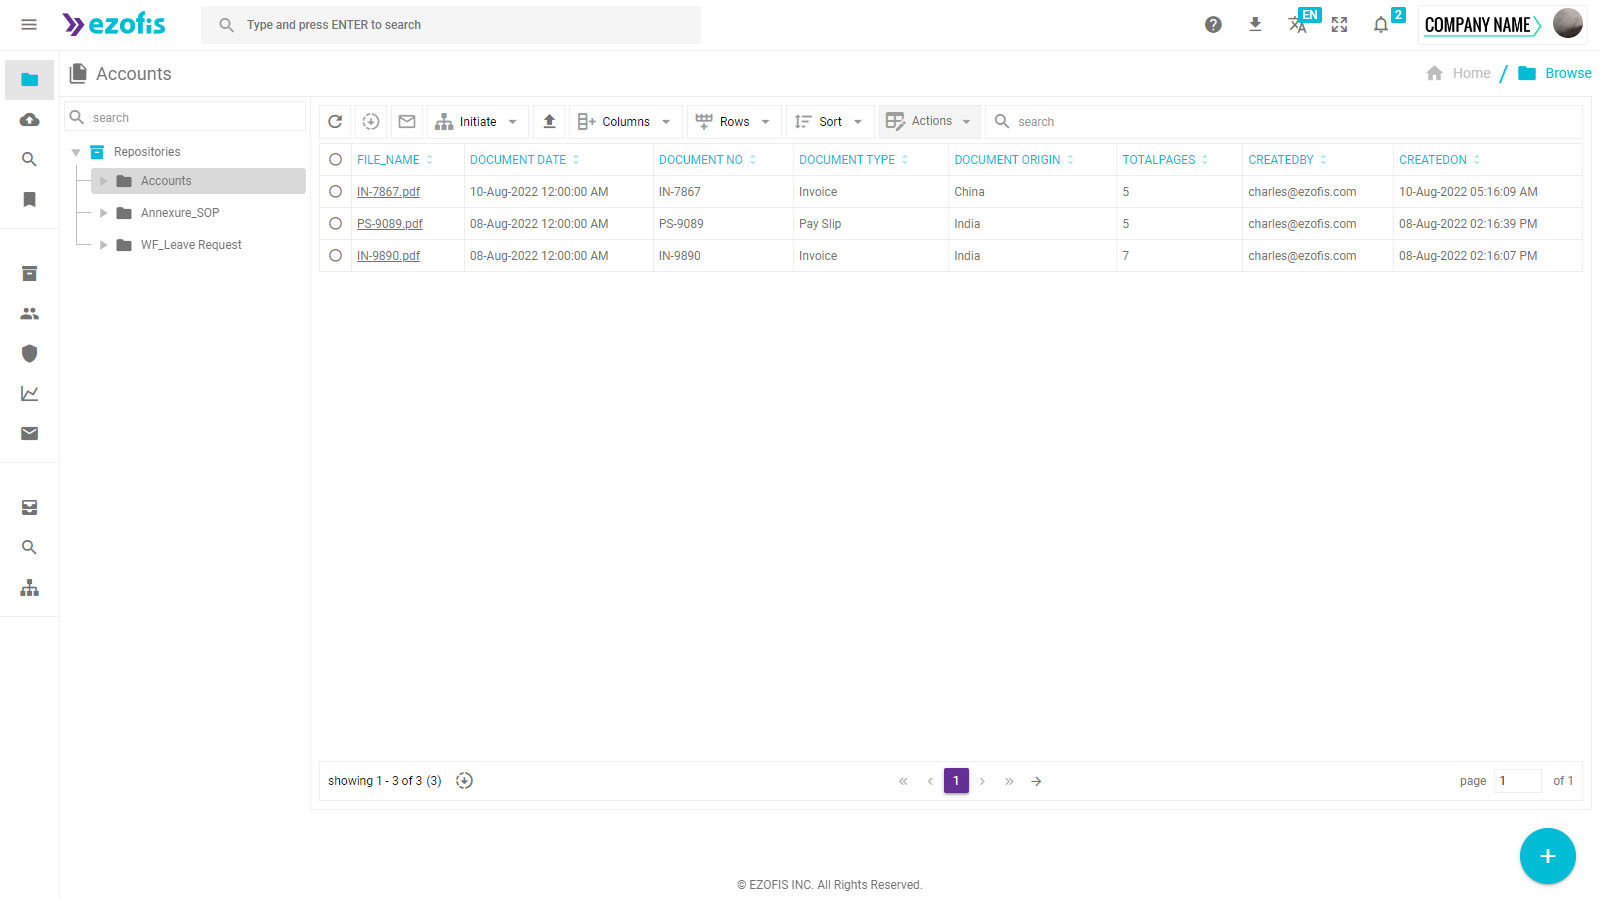 ezofis
Type and press ENTER to search
EN
2
COMPANY NAME
Accounts
Home / Browse
search
Repositories
Accounts
Annexure_SOP
WF_Leave Request
Initiate Columns Rows Sort Actions search
FILE_NAME DOCUMENT DATE DOCUMENT NO DOCUMENT TYPE DOCUMENT ORIGIN TOTALPAGES CREATEDBY CREATEDON
IN-7867.pdf 10-Aug-2022 12:00:00 AM IN-7867 Invoice China 5 charles@ezofis.com 10-Aug-2022 05:16:09 AM
PS-9089.pdf 08-Aug-2022 12:00:00 AM PS-9089 Pay Slip India 5 charles@ezofis.com 08-Aug-2022 02:16:39 PM
IN-9890.pdf 08-Aug-2022 12:00:00 AM IN-9890 Invoice India 7 charles@ezofis.com 08-Aug-2022 02:16:07 PM
showing 1 - 3 of 3 (3) « ‹ 1 › » → page 1 of 1
+
© EZOFIS INC. All Rights Reserved.